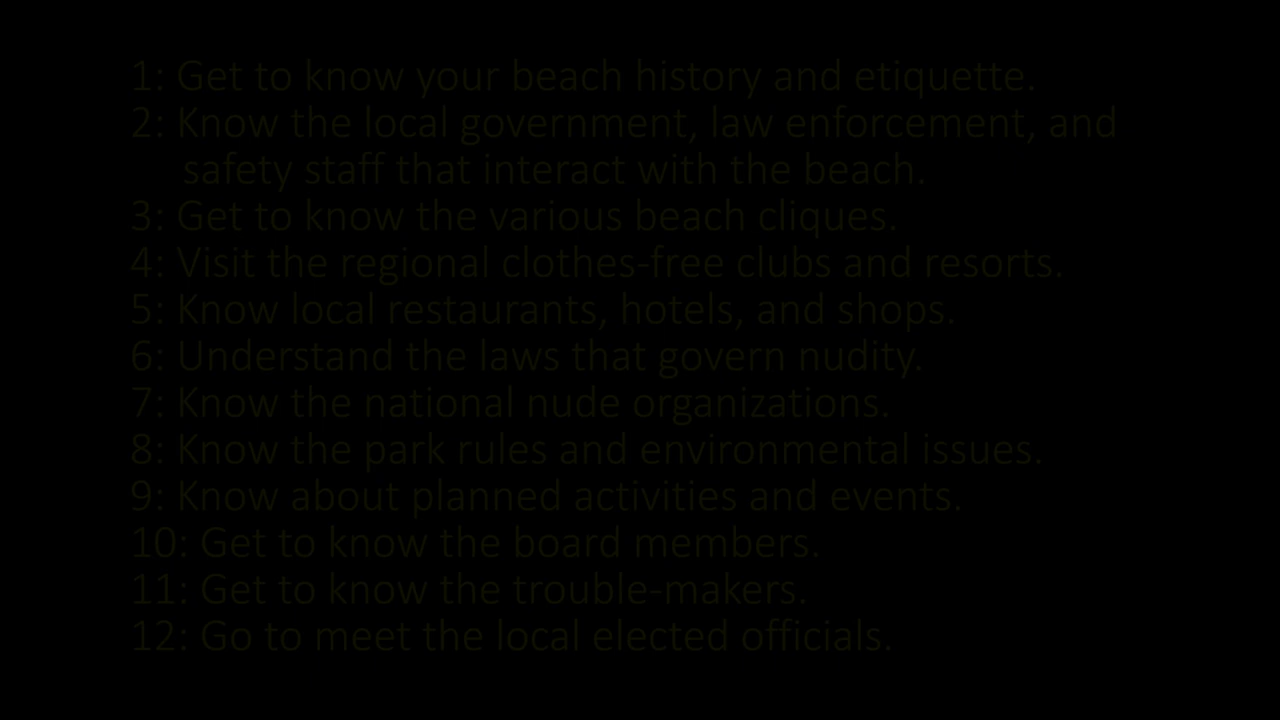 1: Get to know your beach history and etiquette.
2: Know the local government, law enforcement, and
safety staff that interact with the beach.
3: Get to know the various beach cliques.
4: Visit the regional clothes-free clubs and resorts.
5: Know local restaurants, hotels, and shops.
6: Understand the laws that govern nudity.
7: Know the national nude organizations.
8: Know the park rules and environmental issues.
9: Know about planned activities and events.
10: Get to know the board members.
11: Get to know the trouble-makers.
12: Go to meet the local elected officials.